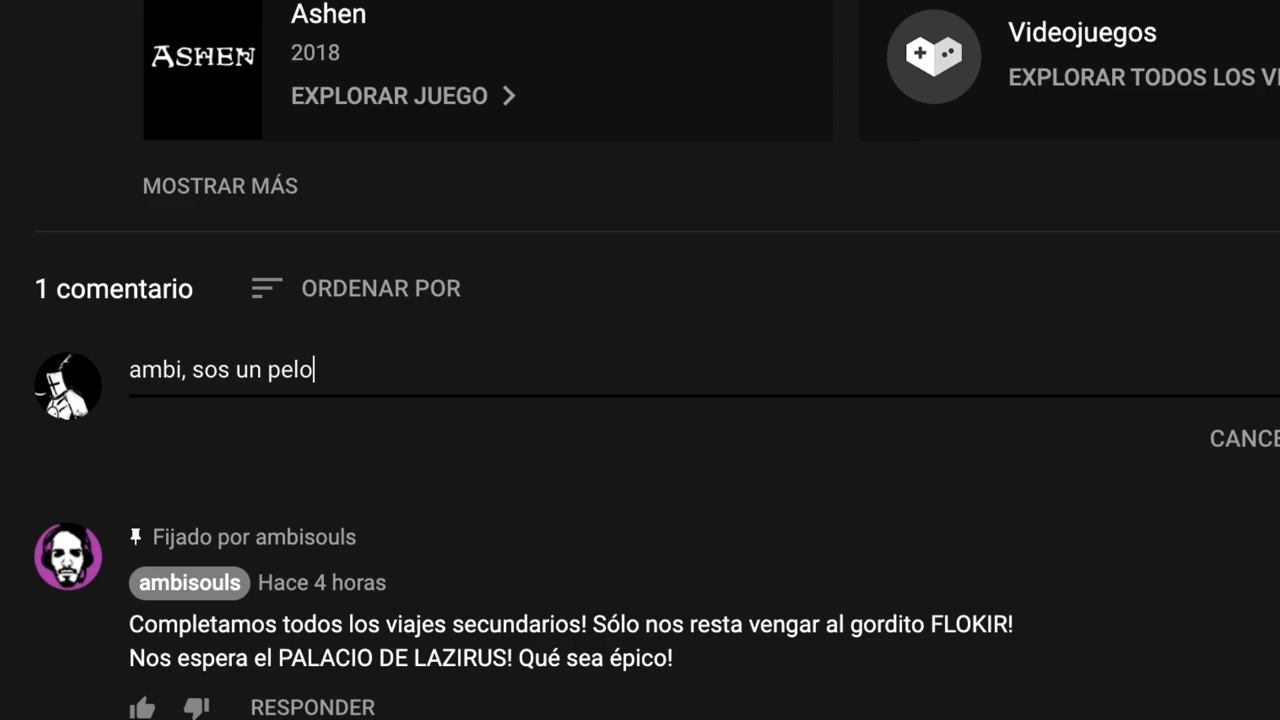 ASHEN
Ashen
2018
EXPLORAR JUEGO
Videojuegos
EXPLORAR TODOS LOS
MOSTRAR MÁS
1 comentario
ORDENAR POR
ambi, sos un pelo
CANCE
Fijado por ambisouls
ambisouls Hace 4 horas
Completamos todos los viajes secundarios! Sólo nos resta vengar al gordito FLOKIR!
Nos espera el PALACIO DE LAZIRUS! Qué sea épico!
RESPONDER